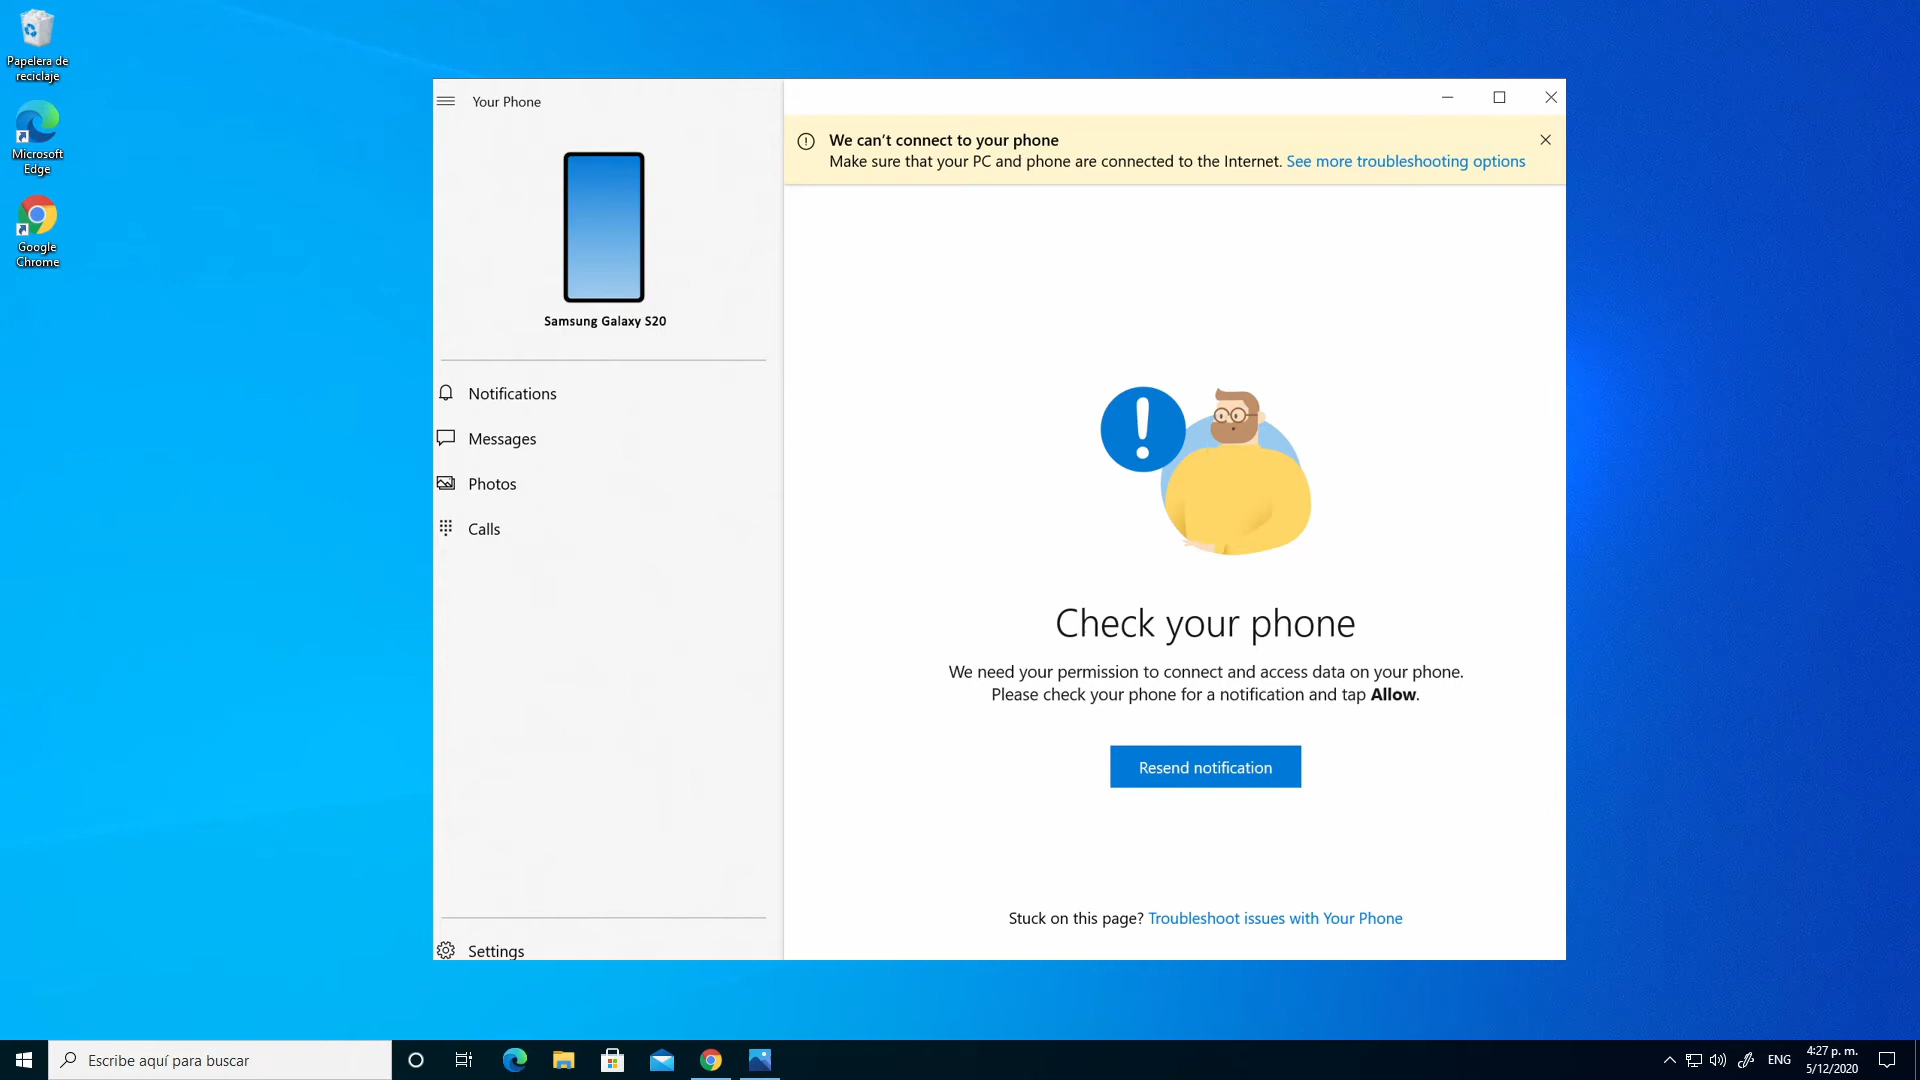 Papelera de
reciclaje
Microsoft
Edge
Google
Chrome
Your Phone
Samsung Galaxy S20
Notifications
Messages
Photos
Calls
Settings
We can't connect to your phone
Make sure that your PC and phone are connected to the Internet. See more troubleshooting options
Check your phone
We need your permission to connect and access data on your phone.
Please check your phone for a notification and tap Allow.
Resend notification
Stuck on this page? Troubleshoot issues with Your Phone
Escribe aquí para buscar
ENG
4:27 p. m.
5/12/2020